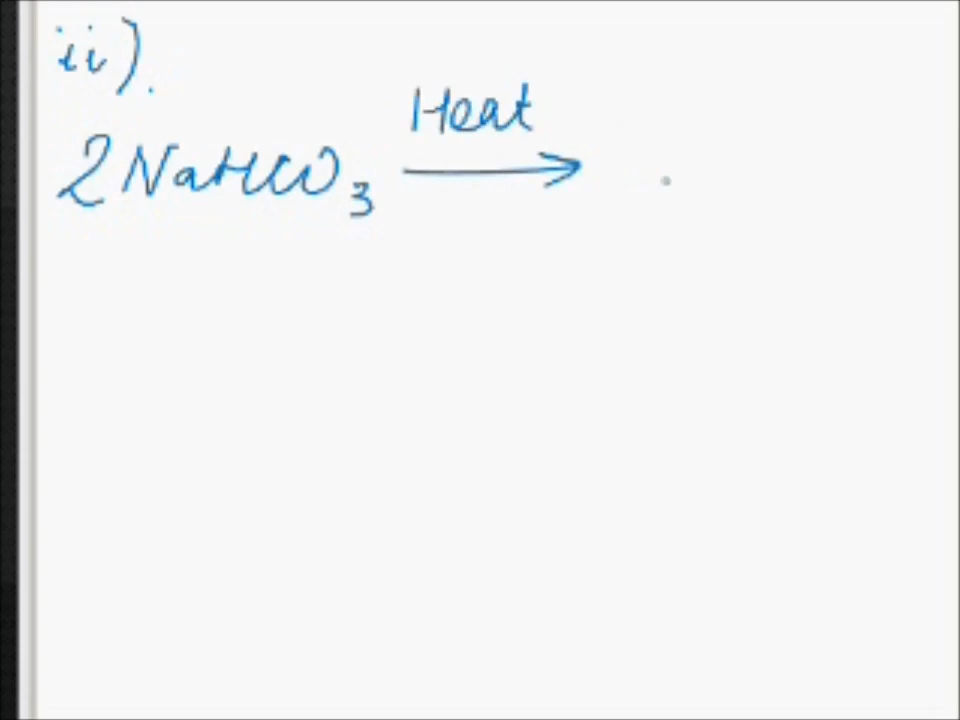 ii).
Heat
2NaHCO₃ →